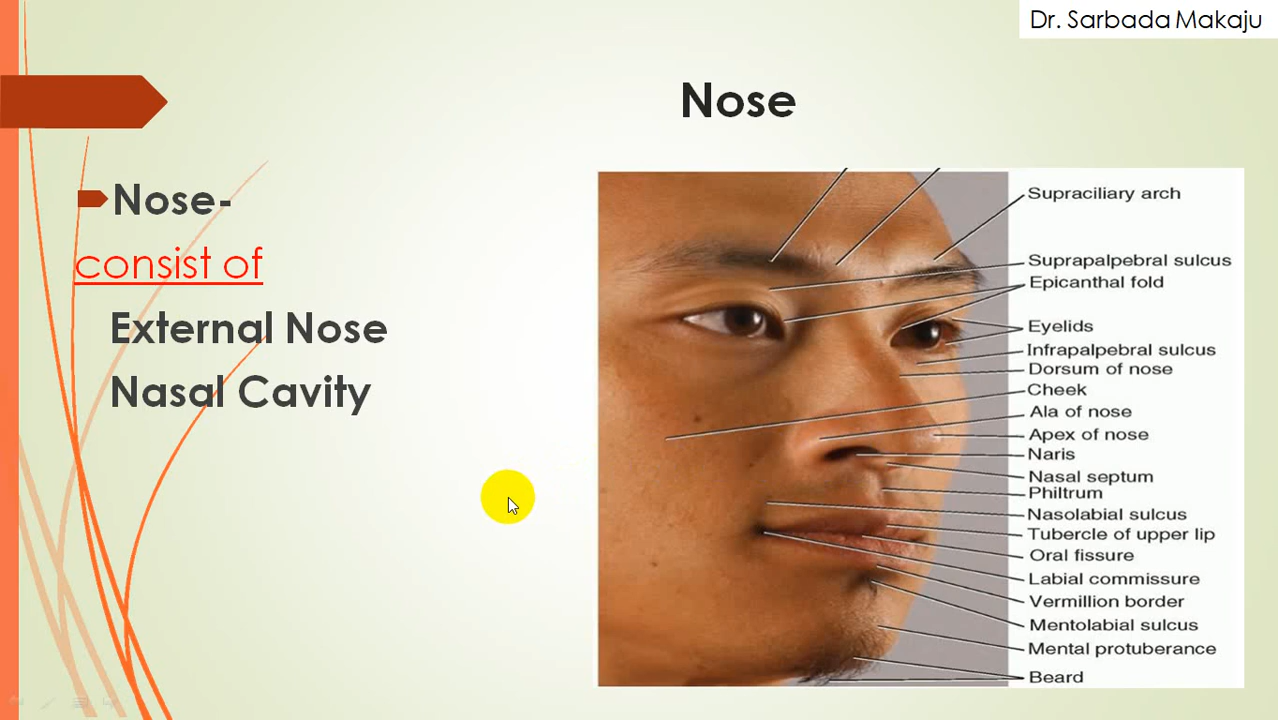 Dr. Sarbada Makaju
Nose
Nose-
consist of
External Nose
Nasal Cavity
Supraciliary arch
Suprapalpebral sulcus
Epicanthal fold
Eyelids
Infrapalpebral sulcus
Dorsum of nose
Cheek
Ala of nose
Apex of nose
Naris
Nasal septum
Philtrum
Nasolabial sulcus
Tubercle of upper lip
Oral fissure
Labial commissure
Vermillion border
Mentolabial sulcus
Mental protuberance
Beard